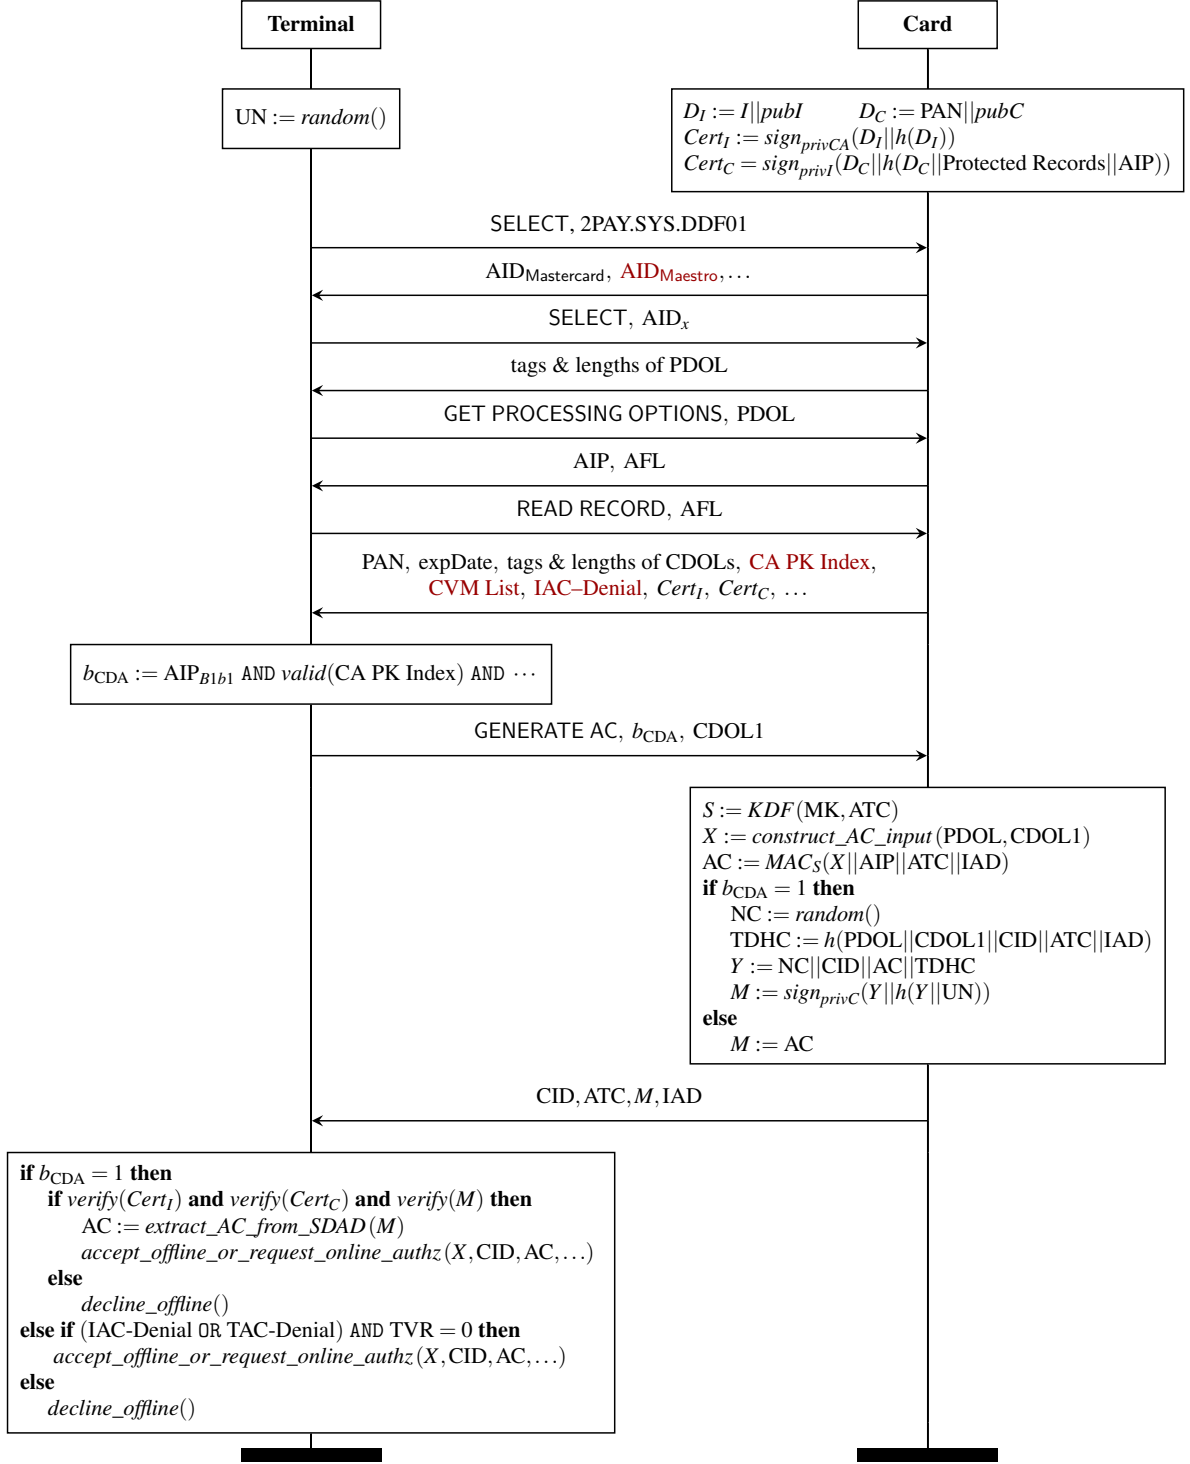 Terminal
Card
UN := random()
D_I := I||pubI D_C := PAN||pubC
Cert_I := sign_privCA(D_I||h(D_I))
Cert_C = sign_privI(D_C||h(D_C||Protected Records||AIP))
SELECT, 2PAY.SYS.DDF01
AID_Mastercard, AID_Maestro, ...
SELECT, AID_x
tags & lengths of PDOL
GET PROCESSING OPTIONS, PDOL
AIP, AFL
READ RECORD, AFL
PAN, expDate, tags & lengths of CDOLs, CA PK Index,
CVM List, IAC–Denial, Cert_I, Cert_C, ...
b_CDA := AIP_B1b1 AND valid(CA PK Index) AND ⋯
GENERATE AC, b_CDA, CDOL1
S := KDF(MK,ATC)
X := construct_AC_input(PDOL,CDOL1)
AC := MAC_S(X||AIP||ATC||IAD)
if b_CDA = 1 then
NC := random()
TDHC := h(PDOL||CDOL1||CID||ATC||IAD)
Y := NC||CID||AC||TDHC
M := sign_privC(Y||h(Y||UN))
else
M := AC
CID,ATC,M,IAD
if b_CDA = 1 then
if verify(Cert_I) and verify(Cert_C) and verify(M) then
AC := extract_AC_from_SDAD(M)
accept_offline_or_request_online_authz(X,CID,AC,...)
else
decline_offline()
else if (IAC-Denial OR TAC-Denial) AND TVR = 0 then
accept_offline_or_request_online_authz(X,CID,AC,...)
else
decline_offline()